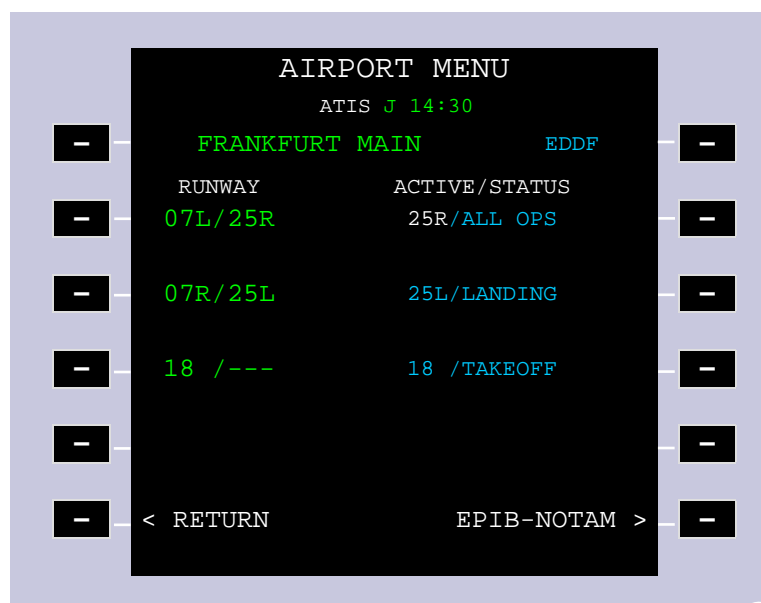 AIRPORT MENU
ATIS J 14:30
FRANKFURT MAIN EDDF
RUNWAY ACTIVE/STATUS
07L/25R 25R/ALL OPS
07R/25L 25L/LANDING
18 /--- 18 /TAKEOFF
< RETURN EPIB-NOTAM >